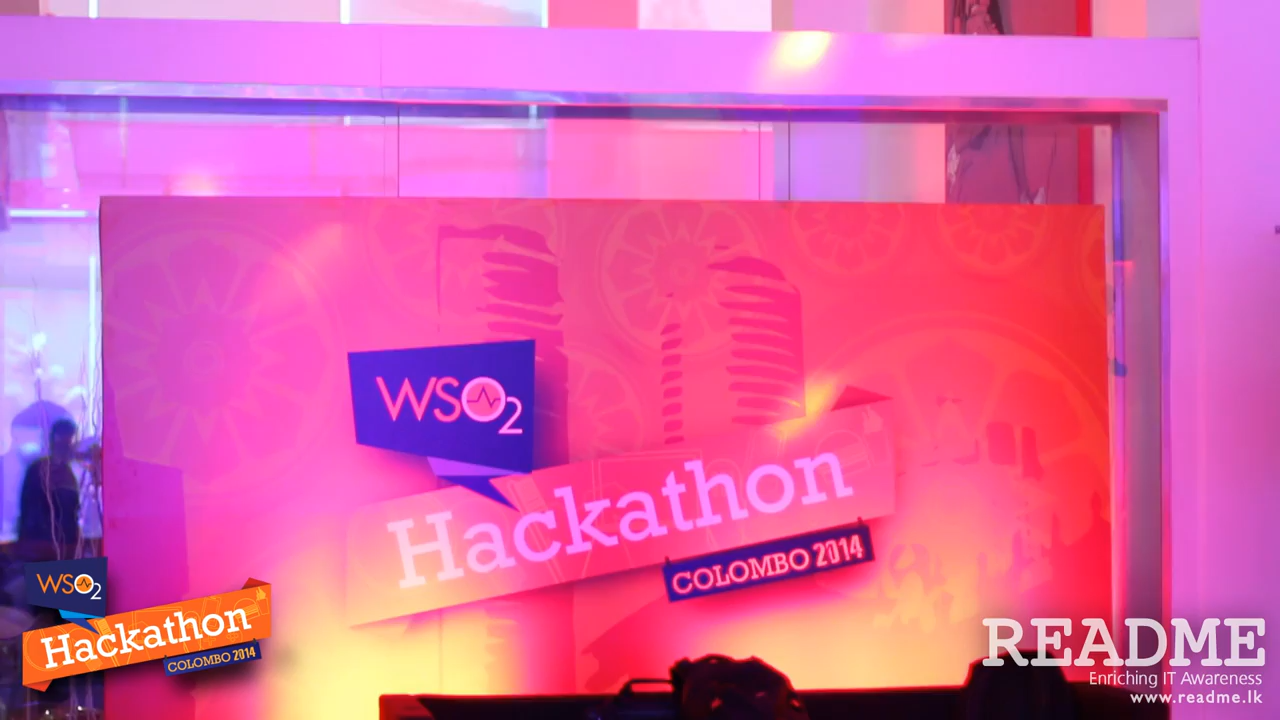 WSO2
Hackathon
COLOMBO 2014
WSO2
Hackathon
COLOMBO 2014
README
Enriching IT Awareness
www.readme.lk